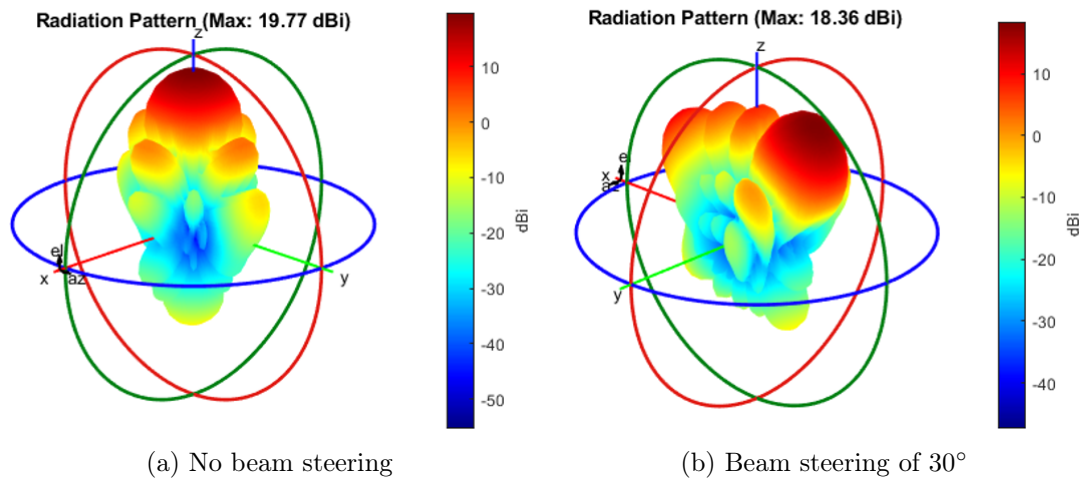 Radiation Pattern (Max: 19.77 dBi)
z
x
el
az
y
10
0
-10
-20
-30
-40
-50
dBi
(a) No beam steering
Radiation Pattern (Max: 18.36 dBi)
z
x
az
y
10
0
-10
-20
-30
-40
dBi
(b) Beam steering of 30°